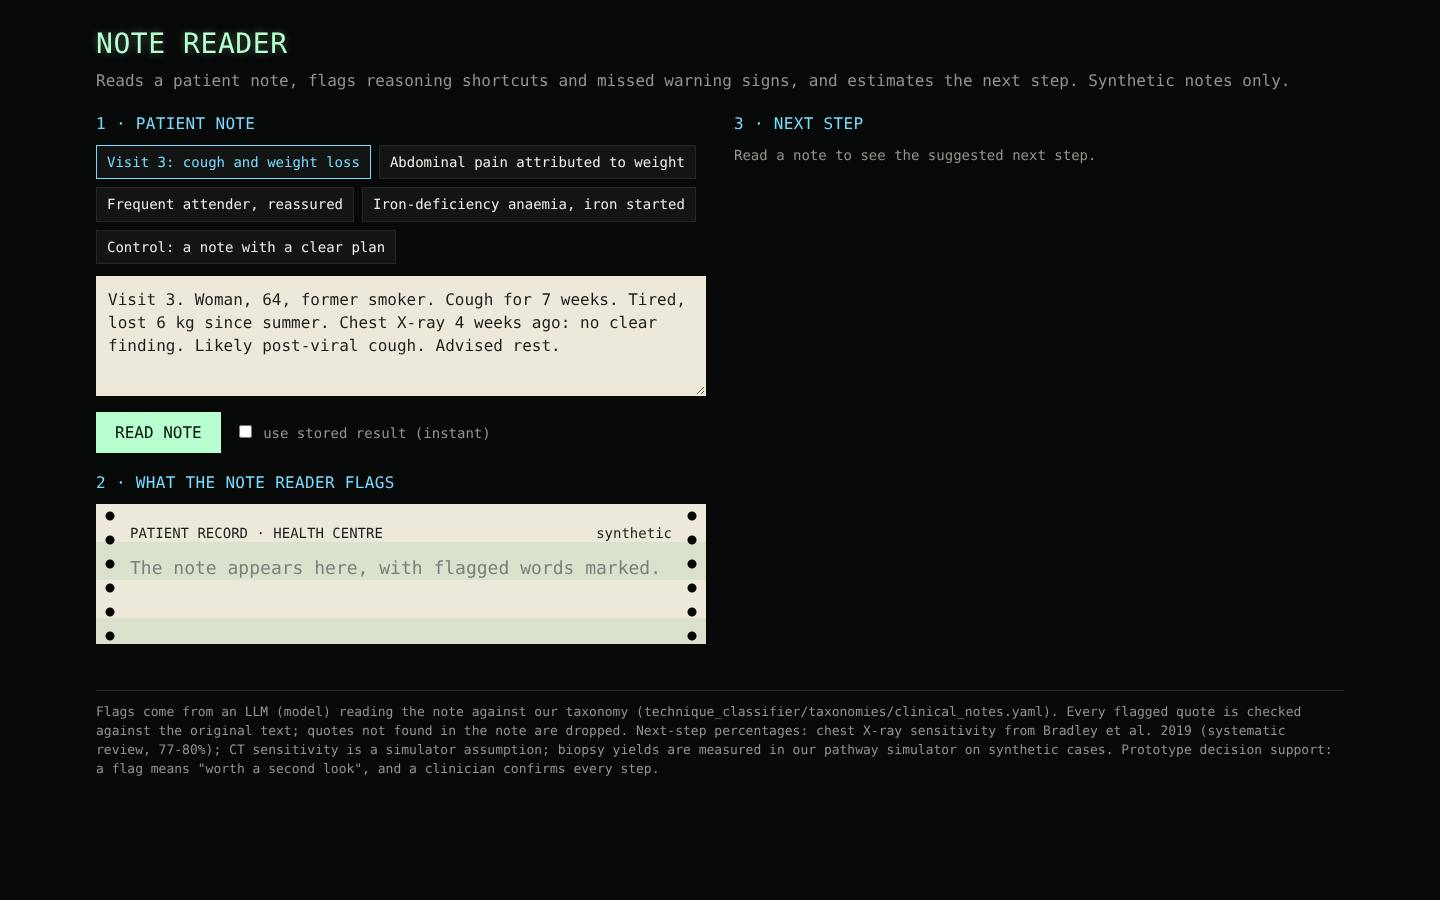 NOTE READER
Reads a patient note, flags reasoning shortcuts and missed warning signs, and estimates the next step. Synthetic notes only.
1 · PATIENT NOTE
Visit 3: cough and weight loss
Abdominal pain attributed to weight
Frequent attender, reassured
Iron-deficiency anaemia, iron started
Control: a note with a clear plan
Visit 3. Woman, 64, former smoker. Cough for 7 weeks. Tired,
lost 6 kg since summer. Chest X-ray 4 weeks ago: no clear
finding. Likely post-viral cough. Advised rest.
READ NOTE
use stored result (instant)
2 · WHAT THE NOTE READER FLAGS
PATIENT RECORD · HEALTH CENTRE
synthetic
The note appears here, with flagged words marked.
3 · NEXT STEP
Read a note to see the suggested next step.
Flags come from an LLM (model) reading the note against our taxonomy (technique_classifier/taxonomies/clinical_notes.yaml). Every flagged quote is checked
against the original text; quotes not found in the note are dropped. Next-step percentages: chest X-ray sensitivity from Bradley et al. 2019 (systematic
review, 77-80%); CT sensitivity is a simulator assumption; biopsy yields are measured in our pathway simulator on synthetic cases. Prototype decision support:
a flag means "worth a second look", and a clinician confirms every step.